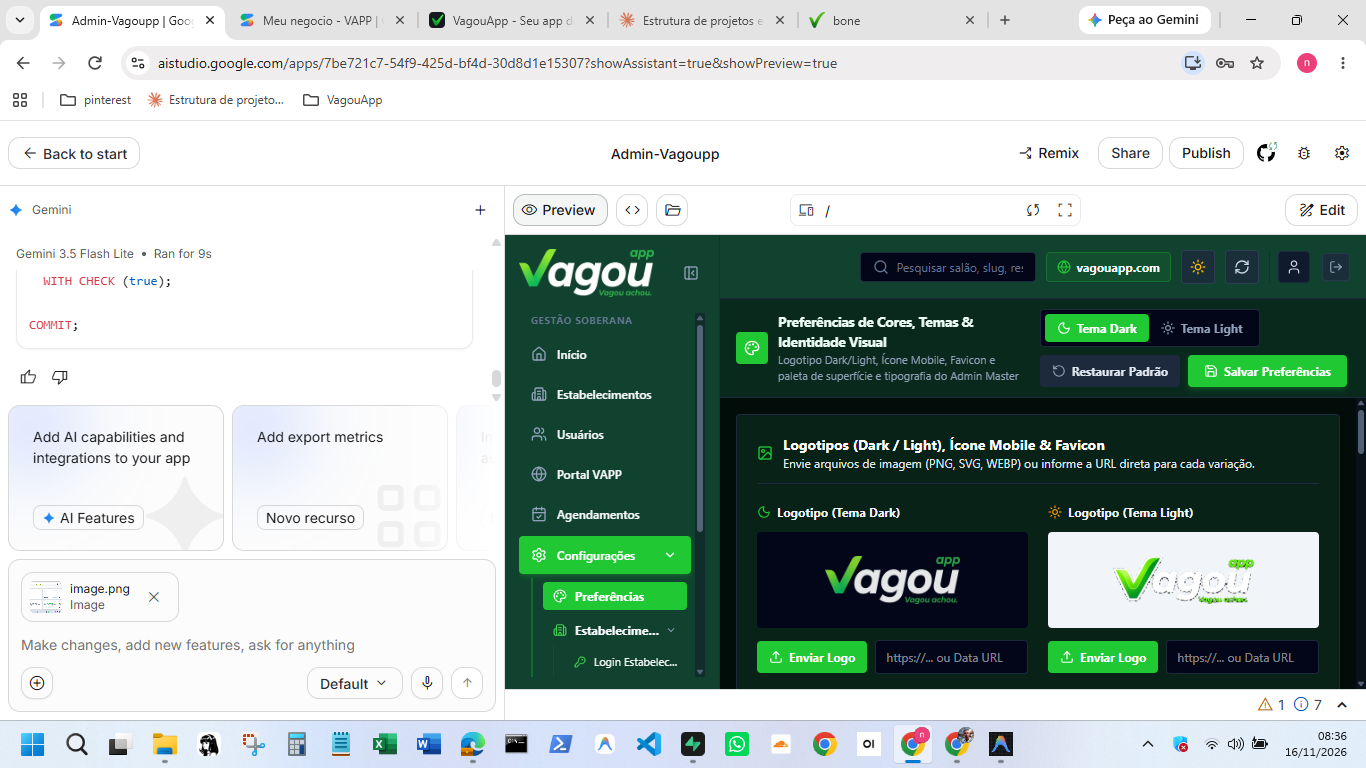 Admin-Vagoupp | Goo
Meu negocio - VAPP |
VagouApp - Seu app d
Estrutura de projetos e
bone
Peça ao Gemini
aistudio.google.com/apps/7be721c7-54f9-425d-bf4d-30d8d1e15307?showAssistant=true&showPreview=true
n
pinterest
Estrutura de projeto...
VagouApp
Back to start
Admin-Vagoupp
Remix
Share
Publish
Gemini
Preview
/
Edit
Gemini 3.5 Flash Lite • Ran for 9s
WITH CHECK (true);
COMMIT;
Add AI capabilities and
integrations to your app
AI Features
Add export metrics
Novo recurso
image.png
Image
Make changes, add new features, ask for anything
Default
Vagou app
Vagou achou.
GESTÃO SOBERANA
Início
Estabelecimentos
Usuários
Portal VAPP
Agendamentos
Configurações
Preferências
Estabelecime...
Login Estabelec...
Pesquisar salão, slug, res
vagouapp.com
Preferências de Cores, Temas &
Identidade Visual
Logotipo Dark/Light, Ícone Mobile, Favicon e
paleta de superfície e tipografia do Admin Master
Tema Dark
Tema Light
Restaurar Padrão
Salvar Preferências
Logotipos (Dark / Light), Ícone Mobile & Favicon
Envie arquivos de imagem (PNG, SVG, WEBP) ou informe a URL direta para cada variação.
Logotipo (Tema Dark)
Logotipo (Tema Light)
Vagou app
Vagou achou.
Vagou app
Vagou achou.
Enviar Logo
https://... ou Data URL
Enviar Logo
https://... ou Data URL
1
7
08:36
16/11/2026